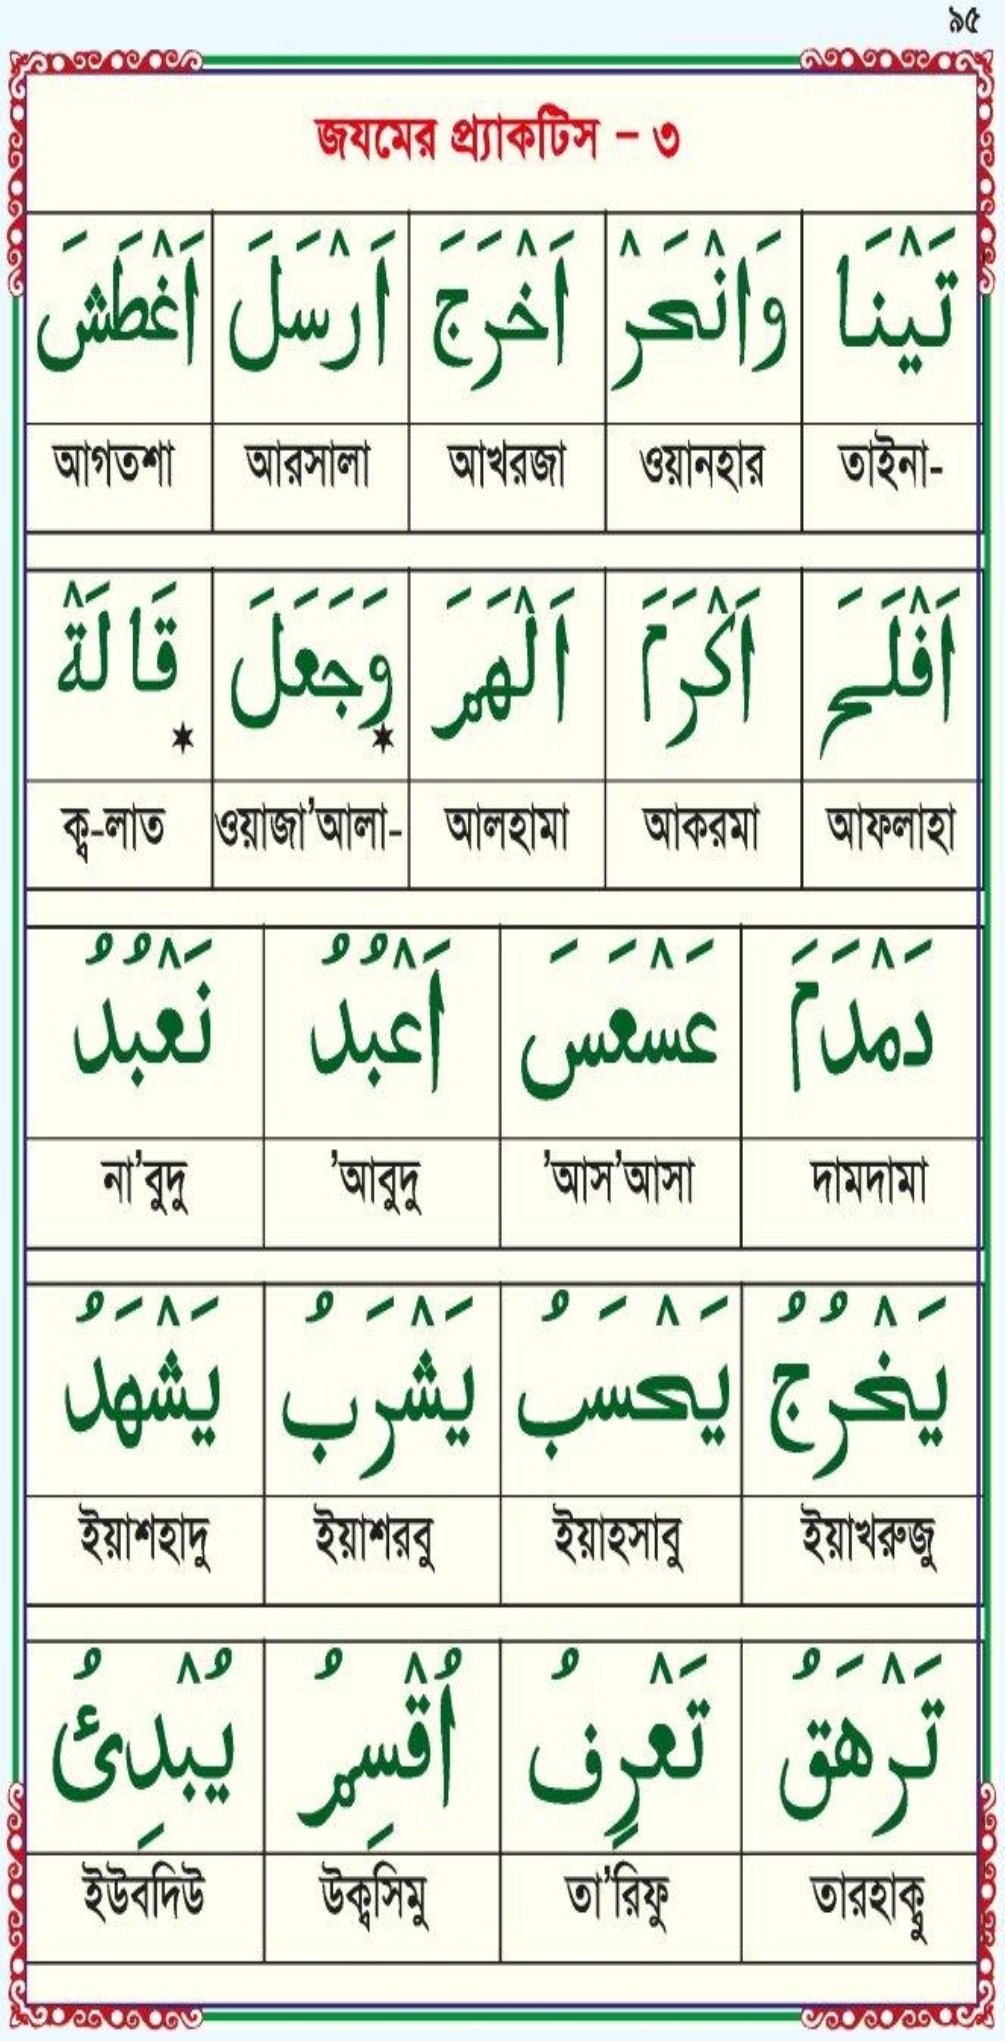 ৯৫
জযমের প্র্যাকটিস – ৩
تَيْنَا وَانْحَرْ اَخْرَجَ اَرْسَلَ اَغْطَشَ
তাইনা- ওয়ানহার আখরজা আরসালা আগতশা
اَفْلَحَ اَكْرَمَ اَلْهَمَ وَجَعَلَ قَالَةْ
★ ★
আফলাহা আকরমা আলহামা ওয়াজা'আলা- ক্ব-লাত
دَمْدَمَ عَسْعَسَ اَعْبُدُ نَعْبُدُ
দামদামা 'আস'আসা 'আবুদু না'বুদু
يَخْرُجُ يَحْسَبُ يَشْرَبُ يَشْهَدُ
ইয়াখরুজু ইয়াহসাবু ইয়াশরবু ইয়াশহাদু
تَرْهَقُ تَعْرِفُ اُقْسِمُ يُبْدِئُ
তারহাক্বু তা'রিফু উক্বসিমু ইউবদিউ